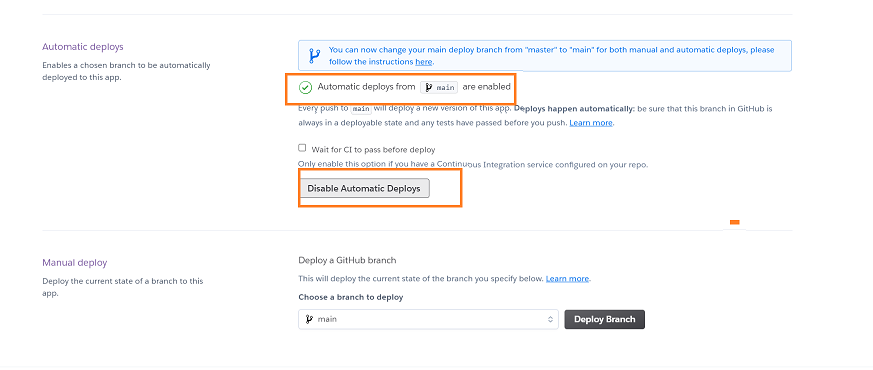 Automatic deploys
Enables a chosen branch to be automatically
deployed to this app.
You can now change your main deploy branch from "master" to "main" for both manual and automatic deploys, please
follow the instructions here.
Automatic deploys from main are enabled
Every push to main will deploy a new version of this app. Deploys happen automatically: be sure that this branch in GitHub is
always in a deployable state and any tests have passed before you push. Learn more.
Wait for CI to pass before deploy
Only enable this option if you have a Continuous Integration service configured on your repo.
Disable Automatic Deploys
Manual deploy
Deploy the current state of a branch to this
app.
Deploy a GitHub branch
This will deploy the current state of the branch you specify below. Learn more.
Choose a branch to deploy
main
Deploy Branch